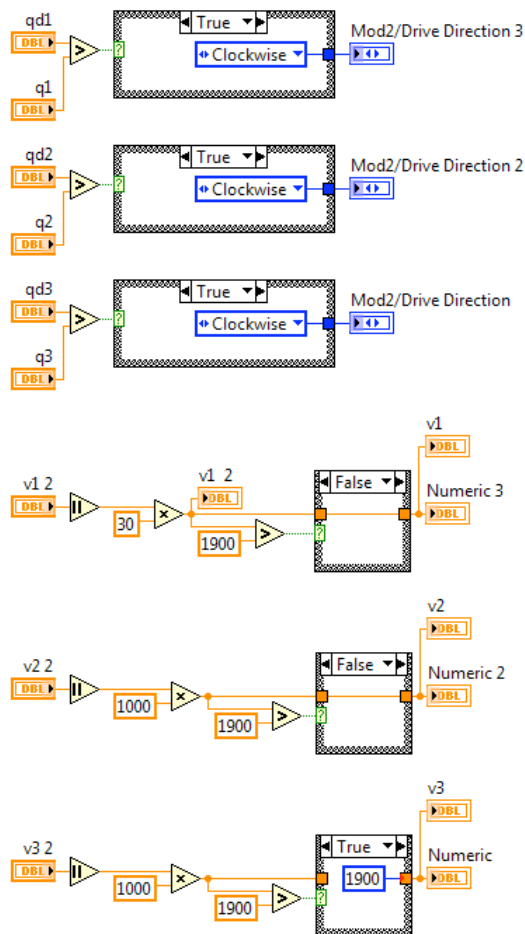 qd1
True
Mod2/Drive Direction 3
DBL
?
Clockwise
q1
DBL
qd2
True
Mod2/Drive Direction 2
DBL
?
Clockwise
q2
DBL
qd3
True
Mod2/Drive Direction
DBL
?
Clockwise
q3
DBL
v1
DBL
v1 2
v1 2
False
Numeric 3
DBL
DBL
DBL
30
1900
?
v2
DBL
v2 2
False
Numeric 2
DBL
DBL
1000
1900
?
v3
DBL
v3 2
True
Numeric
DBL
1900
DBL
1000
1900
?